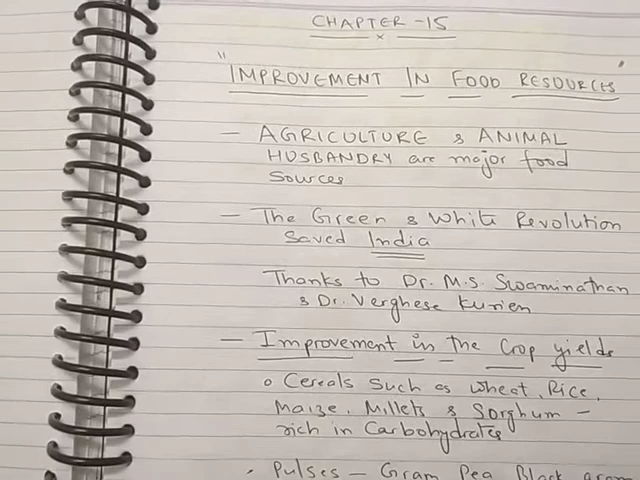 CHAPTER -15
x
" IMPROVEMENT IN FOOD RESOURCES "
- AGRICULTURE & ANIMAL
HUSBANDRY are major food
Sources
- The Green & White Revolution
Saved India
Thanks to Dr. M.S. Swaminathan
& Dr. Verghese Kurien
- Improvement in the Crop yields
o Cereals Such as Wheat, Rice,
Maize, Millets & Sorghum -
rich in Carbohydrates
• Pulses - Gram Pea Black gram